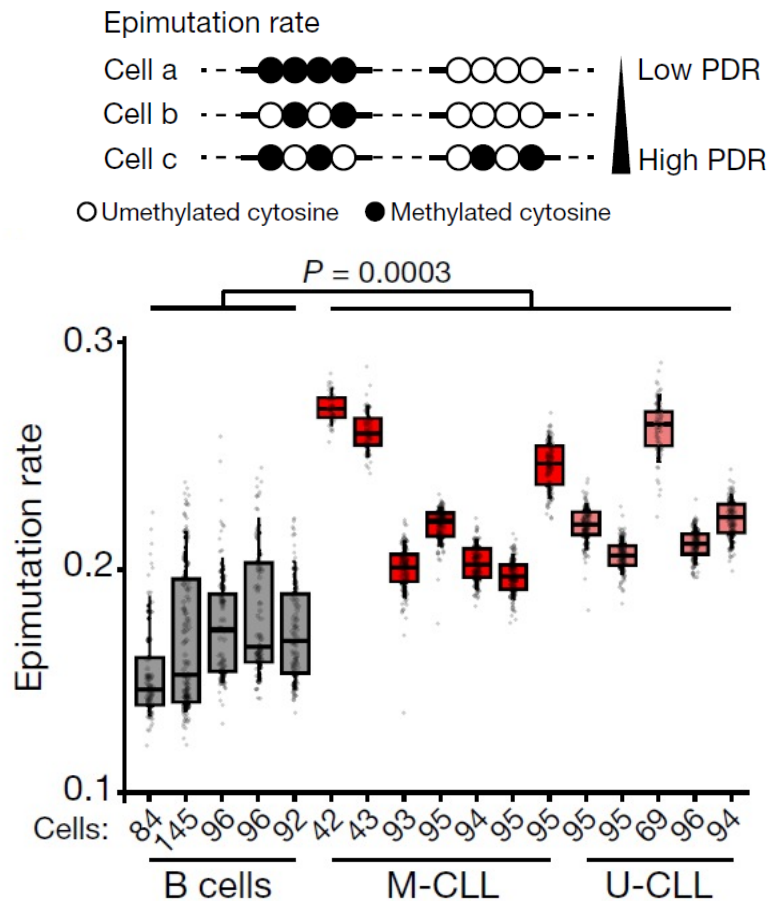 Epimutation rate
Cell a Low PDR
Cell b
Cell c High PDR
Umethylated cytosine Methylated cytosine
P = 0.0003
0.3
0.2
0.1
Epimutation rate
Cells: 84 145 96 96 92 42 43 93 95 94 95 95 95 95 69 96 94
B cells M-CLL U-CLL